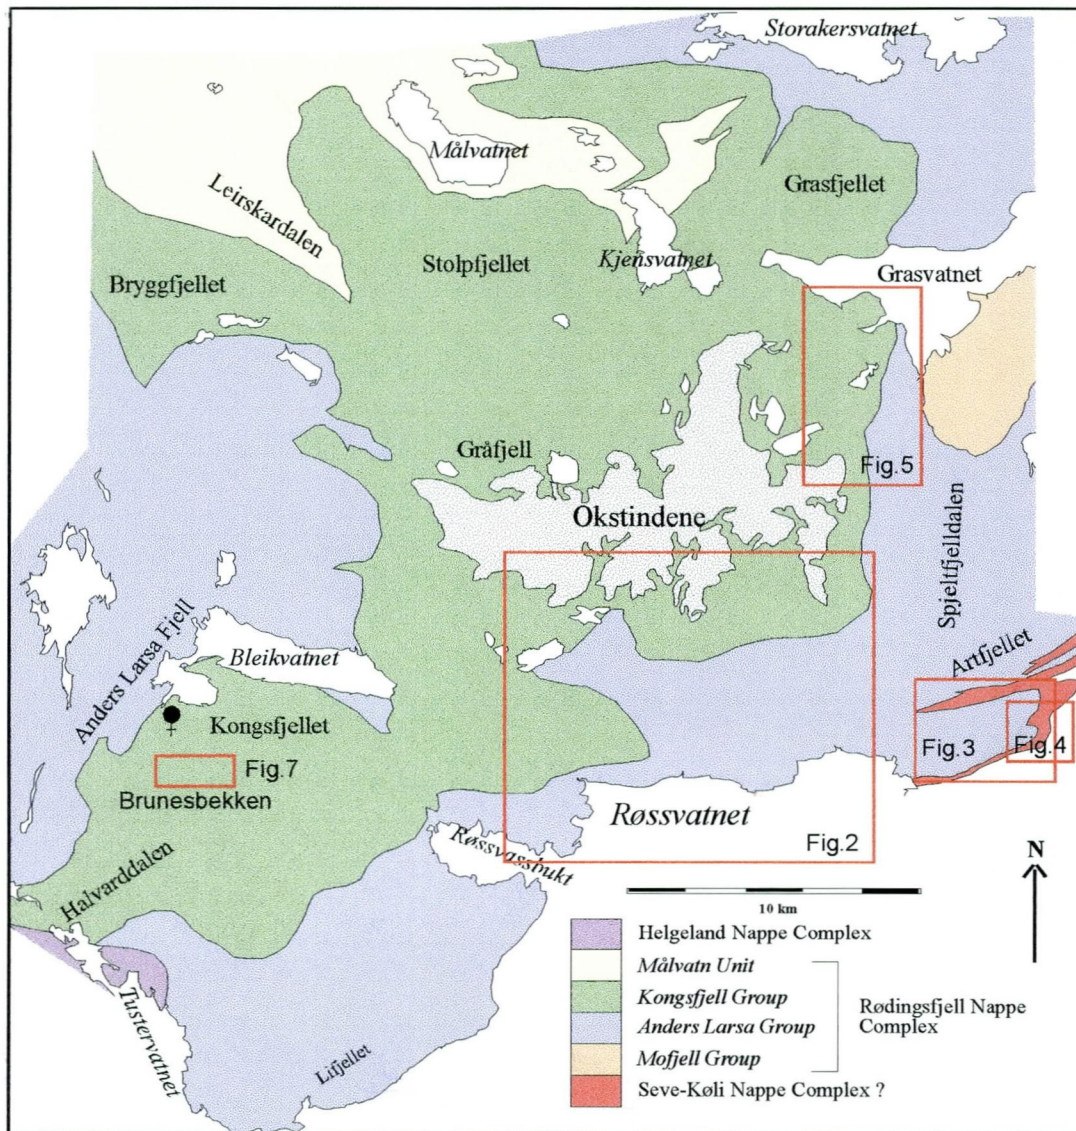 Storakersvatnet
Målvatnet
Grasfjellet
Leirskardalen
Stolpfjellet
Kjensvatnet
Grasvatnet
Bryggfjellet
Gråfjell
Fig.5
Okstindene
Spjeltfjelldalen
Anders Larsa Fjell
Bleikvatnet
Artfjellet
Kongsfjellet
Fig.7
Fig.3
Fig.4
Brunesbekken
Røssvatnet
Røssvassbukt
Fig.2
Halvarddalen
N
10 km
Tustervatnet
Lifjellet
Helgeland Nappe Complex
Målvatn Unit
Kongsfjell Group
Anders Larsa Group
Mofjell Group
Rødingsfjell Nappe
Complex
Seve-Køli Nappe Complex ?